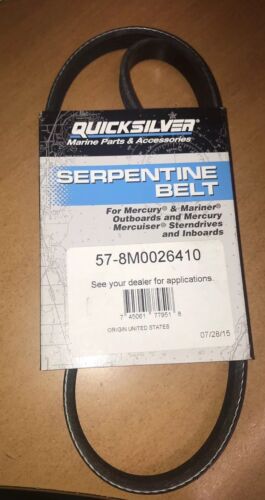 QUICKSILVER®
Marine Parts & Accessories
SERPENTINE
BELT
For Mercury® & Mariner®
Outboards and Mercury
Mercuiser® Sterndrives
and Inboards
57-8M0026410
See your dealer for applications.
7 45061 77951 8
ORIGIN UNITED STATES
07/28/15